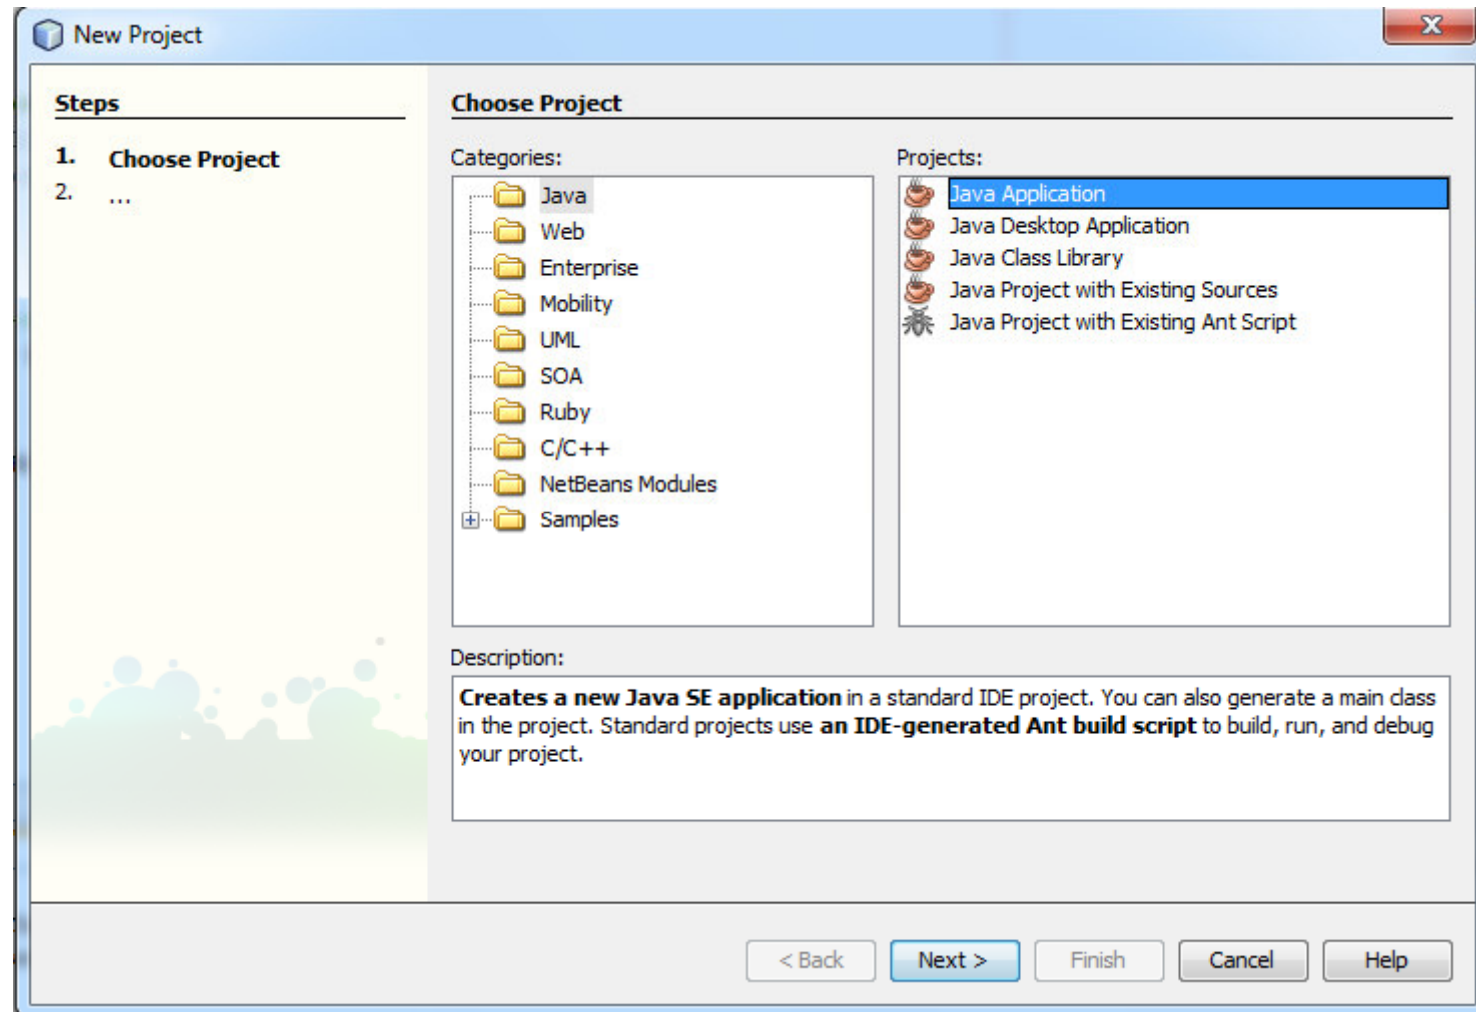 New Project
Steps
1. Choose Project
2. ...
Choose Project
Categories:
Java
Web
Enterprise
Mobility
UML
SOA
Ruby
C/C++
NetBeans Modules
Samples
Projects:
Java Application
Java Desktop Application
Java Class Library
Java Project with Existing Sources
Java Project with Existing Ant Script
Description:
Creates a new Java SE application in a standard IDE project. You can also generate a main class
in the project. Standard projects use an IDE-generated Ant build script to build, run, and debug
your project.
< Back
Next >
Finish
Cancel
Help